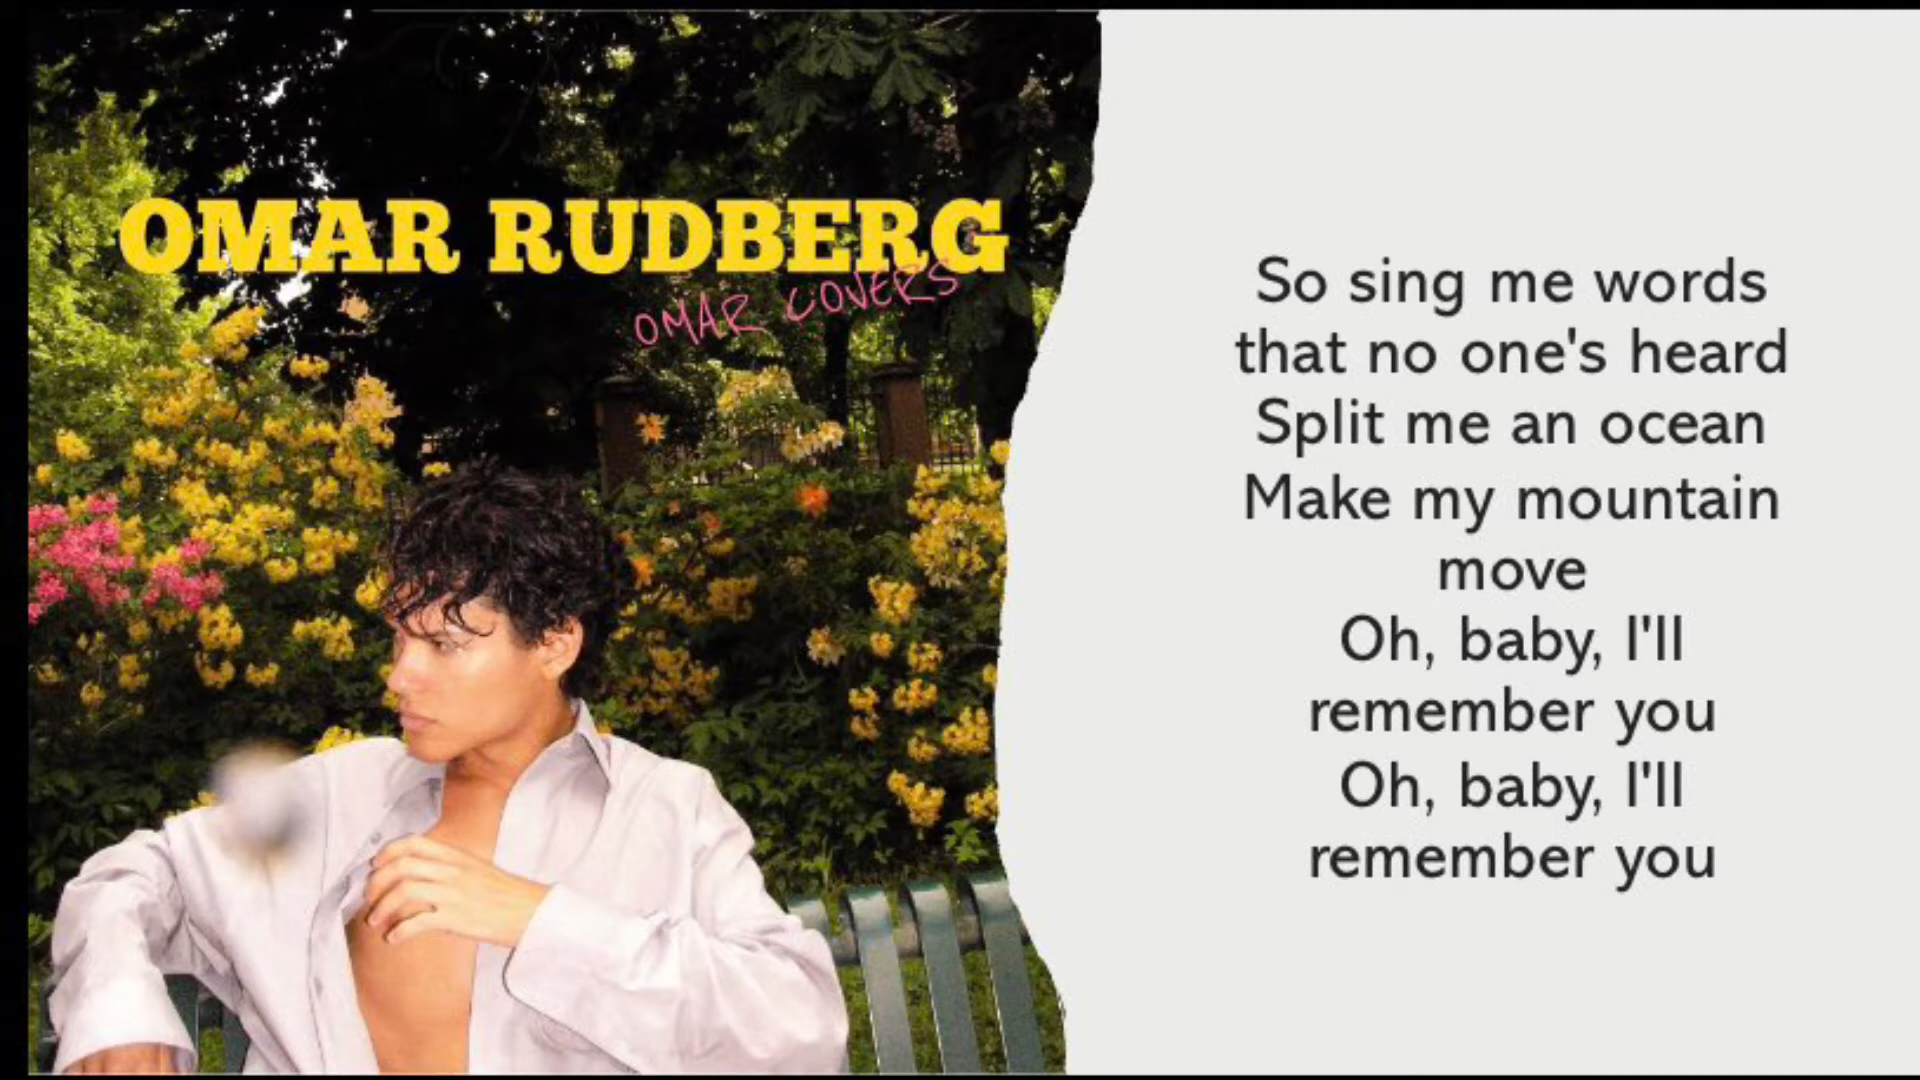 OMAR RUDBERG
OMAR COVERS
So sing me words
that no one's heard
Split me an ocean
Make my mountain
move
Oh, baby, I'll
remember you
Oh, baby, I'll
remember you